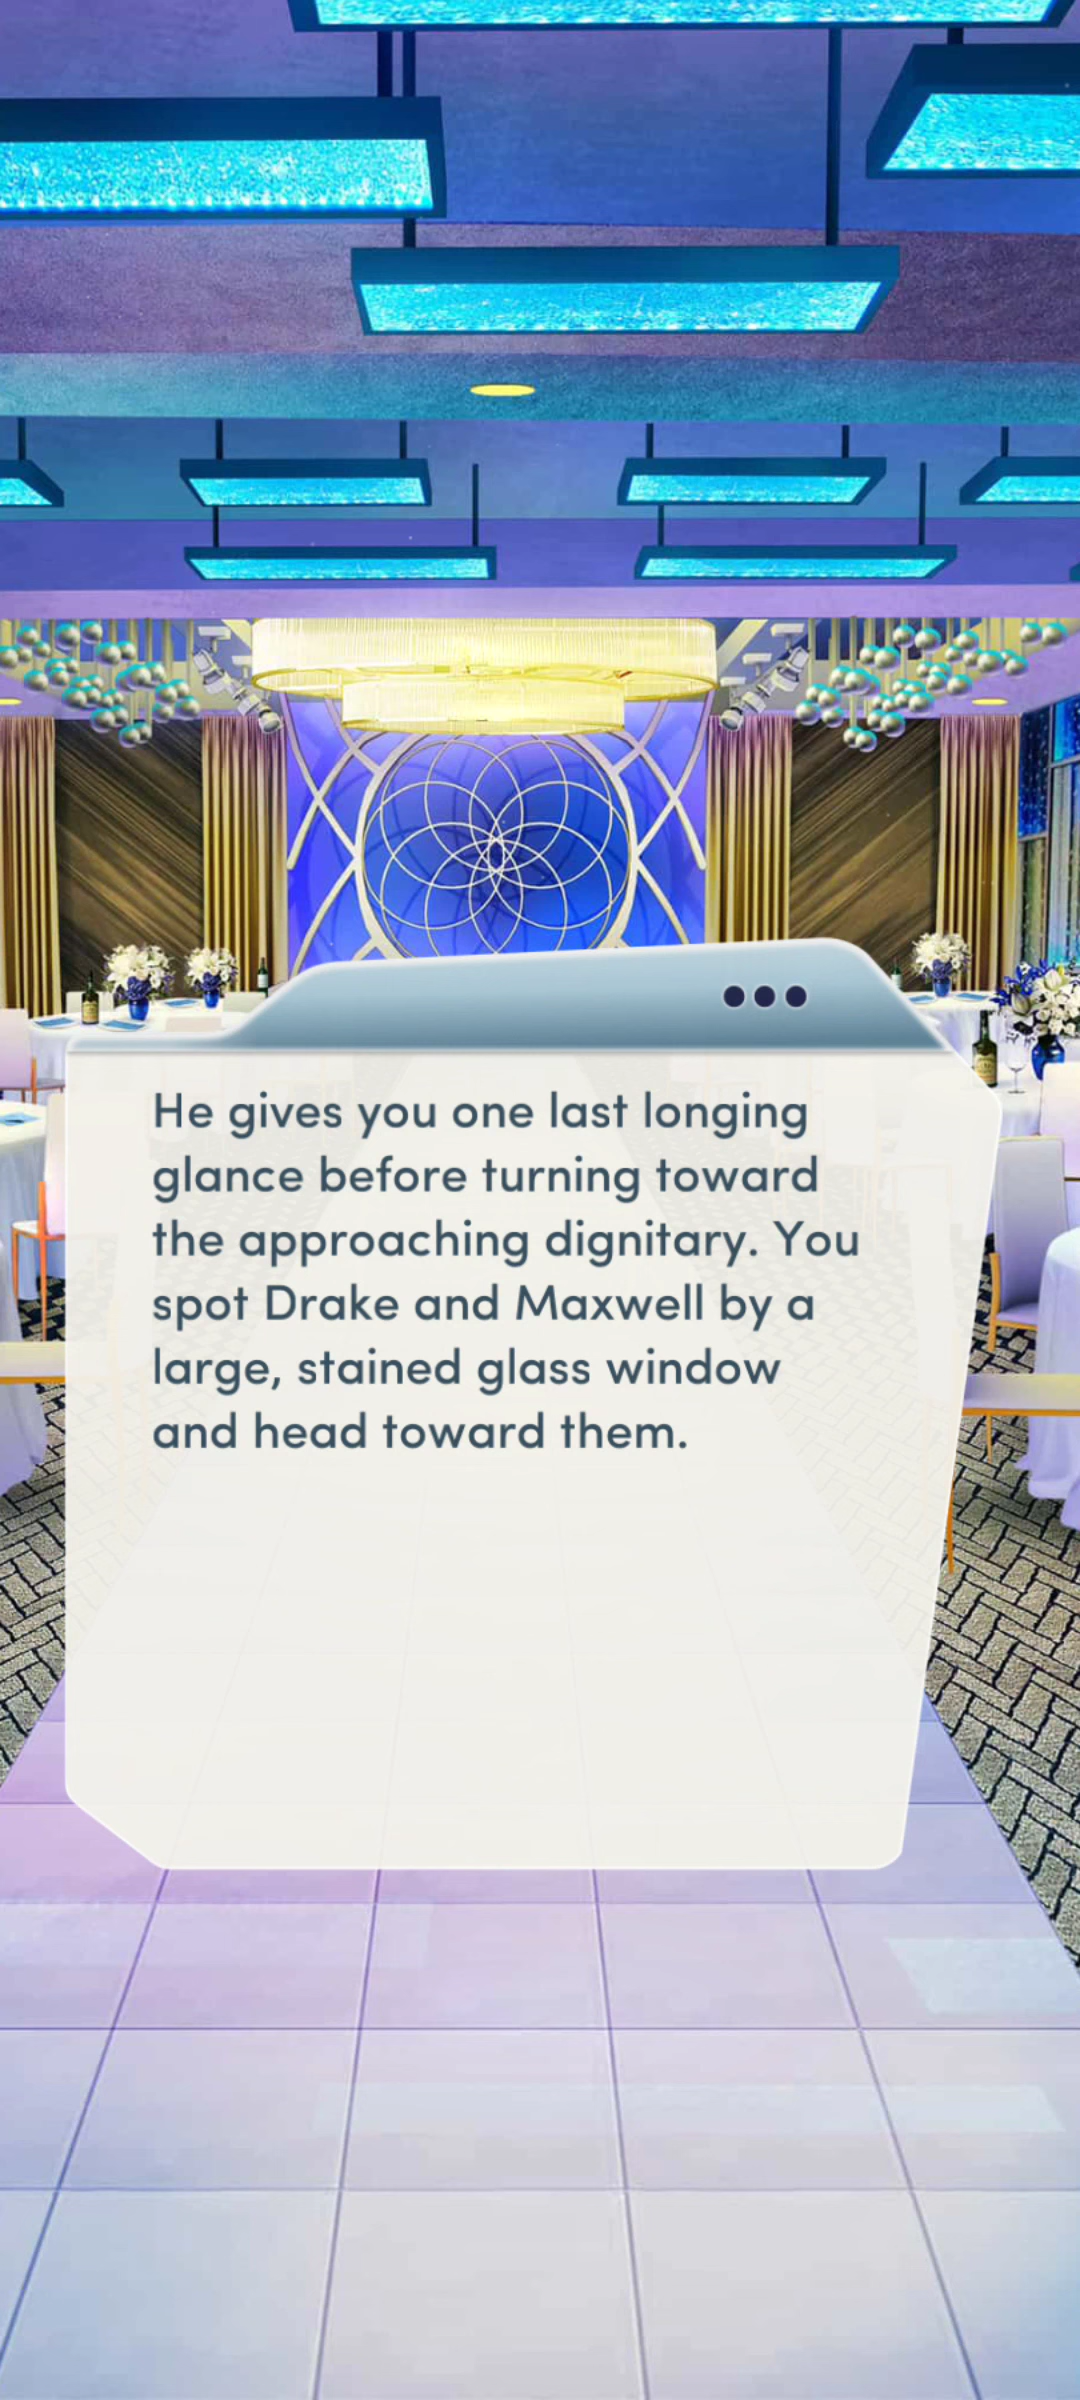 He gives you one last longing
glance before turning toward
the approaching dignitary. You
spot Drake and Maxwell by a
large, stained glass window
and head toward them.